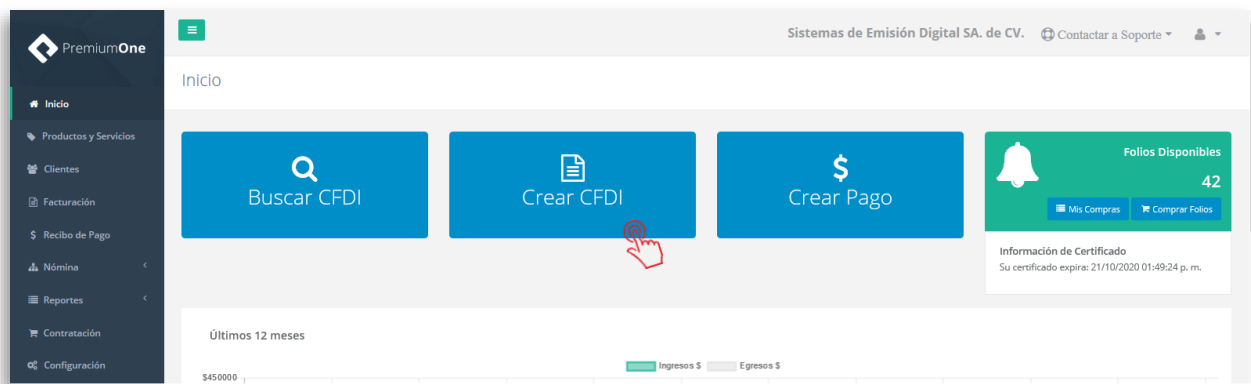 PremiumOne
Sistemas de Emisión Digital SA. de CV.
Contactar a Soporte
Inicio
Inicio
Productos y Servicios
Clientes
Facturación
$ Recibo de Pago
Nómina
Reportes
Contratación
Configuración
Buscar CFDI
Crear CFDI
$
Crear Pago
Folios Disponibles
42
Mis Compras
Comprar Folios
Información de Certificado
Su certificado expira: 21/10/2020 01:49:24 p. m.
Últimos 12 meses
Ingresos $ Egresos $
$450000